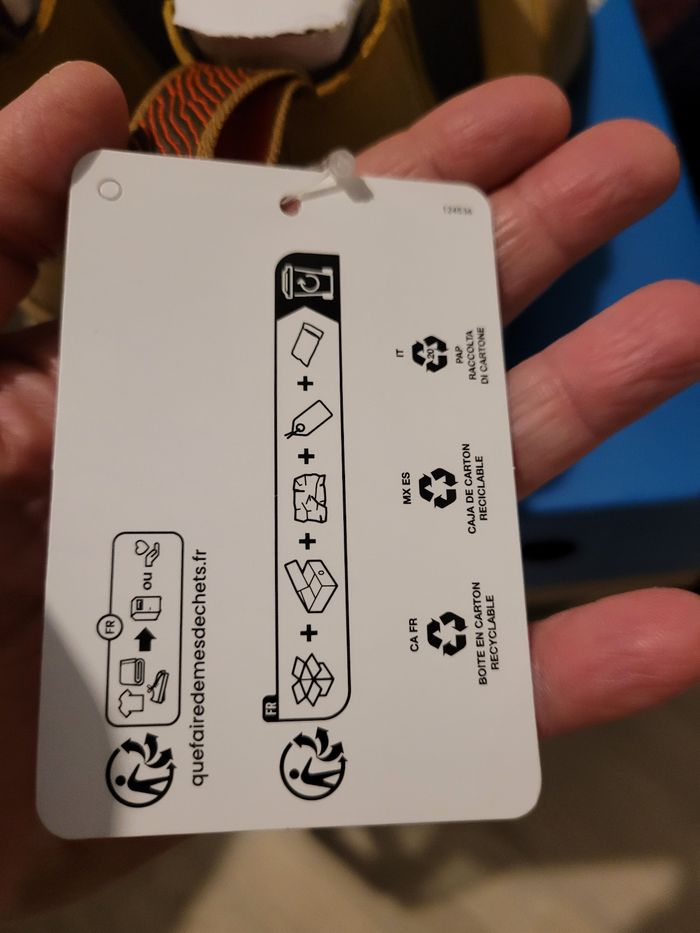 FR
ou
quefairedemesdechets.fr
FR
CA FR
BOITE EN CARTON
RECYCLABLE
MX ES
CAJA DE CARTON
RECICLABLE
IT
20
PAP
RACCOLTA
DI CARTONE
124536